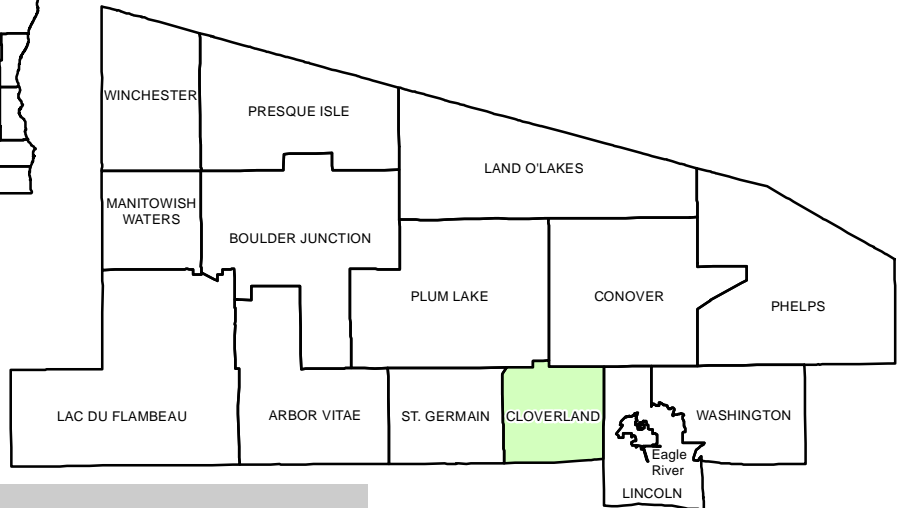 WINCHESTER
PRESQUE ISLE
LAND O'LAKES
MANITOWISH
WATERS
BOULDER JUNCTION
PLUM LAKE
CONOVER
PHELPS
LAC DU FLAMBEAU
ARBOR VITAE
ST. GERMAIN
CLOVERLAND
WASHINGTON
Eagle
River
LINCOLN